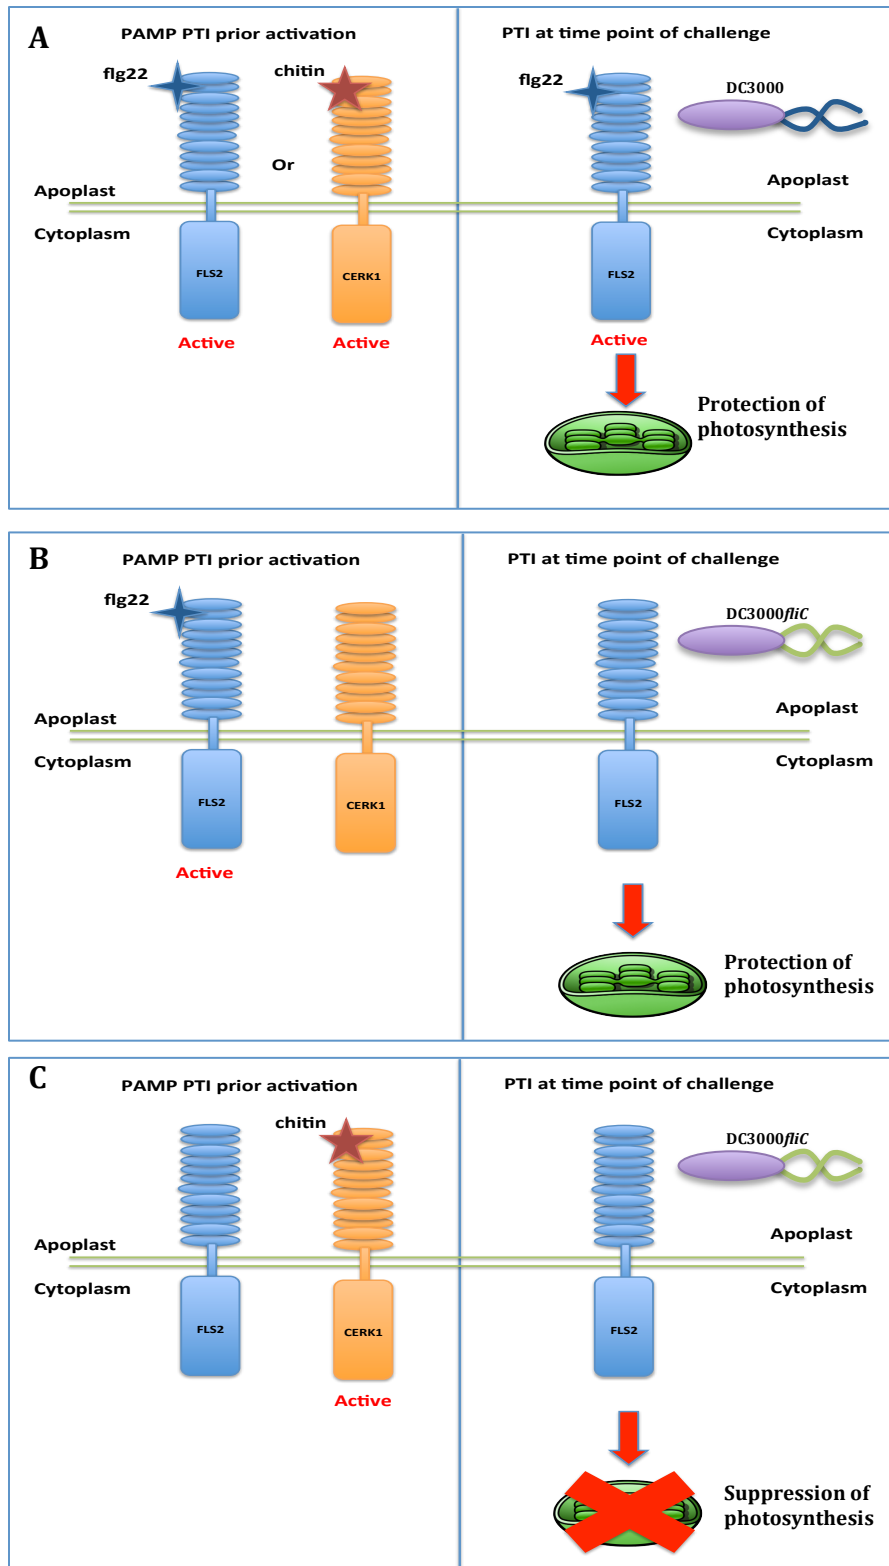 A
PAMP PTI prior activation
PTI at time point of challenge
flg22
chitin
flg22
DC3000
Or
Apoplast
Apoplast
Cytoplasm
Cytoplasm
FLS2
CERK1
FLS2
Active
Active
Active
Protection of
photosynthesis
B
PAMP PTI prior activation
PTI at time point of challenge
flg22
DC3000fliC
Apoplast
Apoplast
Cytoplasm
Cytoplasm
FLS2
CERK1
FLS2
Active
Protection of
photosynthesis
C
PAMP PTI prior activation
PTI at time point of challenge
chitin
DC3000fliC
Apoplast
Apoplast
Cytoplasm
Cytoplasm
FLS2
CERK1
FLS2
Active
Suppression of
photosynthesis